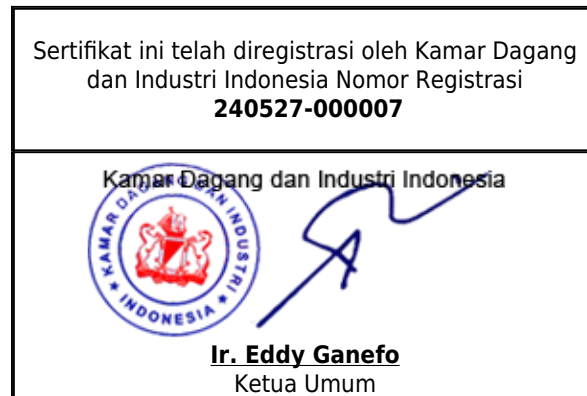 Sertifikat ini telah diregistrasi oleh Kamar Dagang
dan Industri Indonesia Nomor Registrasi
240527-000007
Kamar Dagang dan Industri Indonesia
KAMAR DAGANG DAN INDUSTRI
* INDONESIA *
Ir. Eddy Ganefo
Ketua Umum